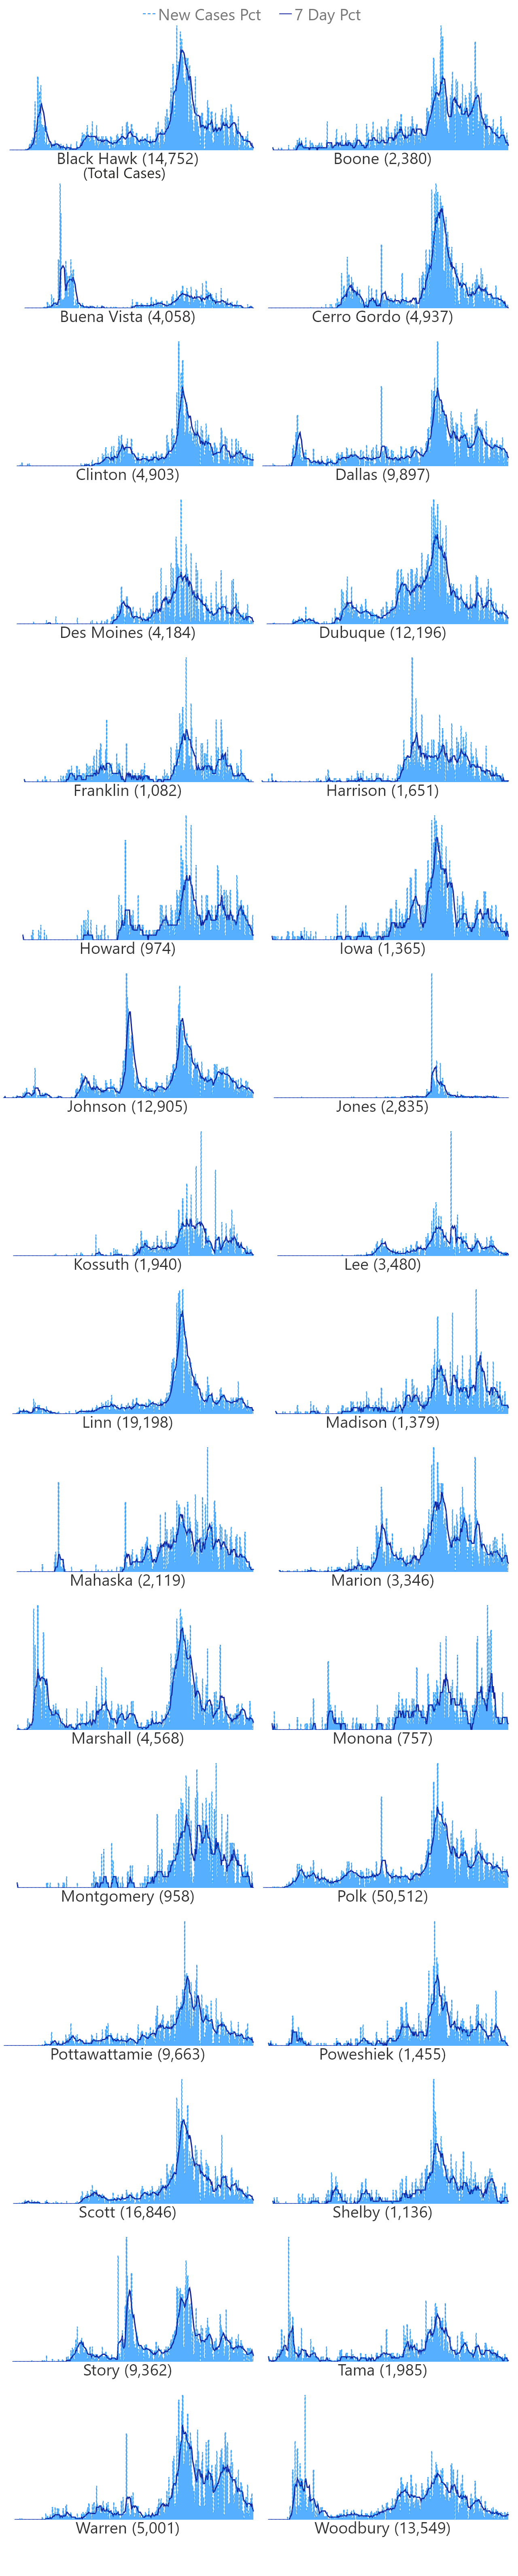 New Cases Pct 7 Day Pct
Black Hawk (14,752) Boone (2,380)
(Total Cases)
Buena Vista (4,058) Cerro Gordo (4,937)
Clinton (4,903) Dallas (9,897)
Des Moines (4,184) Dubuque (12,196)
Franklin (1,082) Harrison (1,651)
Howard (974) Iowa (1,365)
Johnson (12,905) Jones (2,835)
Kossuth (1,940) Lee (3,480)
Linn (19,198) Madison (1,379)
Mahaska (2,119) Marion (3,346)
Marshall (4,568) Monona (757)
Montgomery (958) Polk (50,512)
Pottawattamie (9,663) Poweshiek (1,455)
Scott (16,846) Shelby (1,136)
Story (9,362) Tama (1,985)
Warren (5,001) Woodbury (13,549)